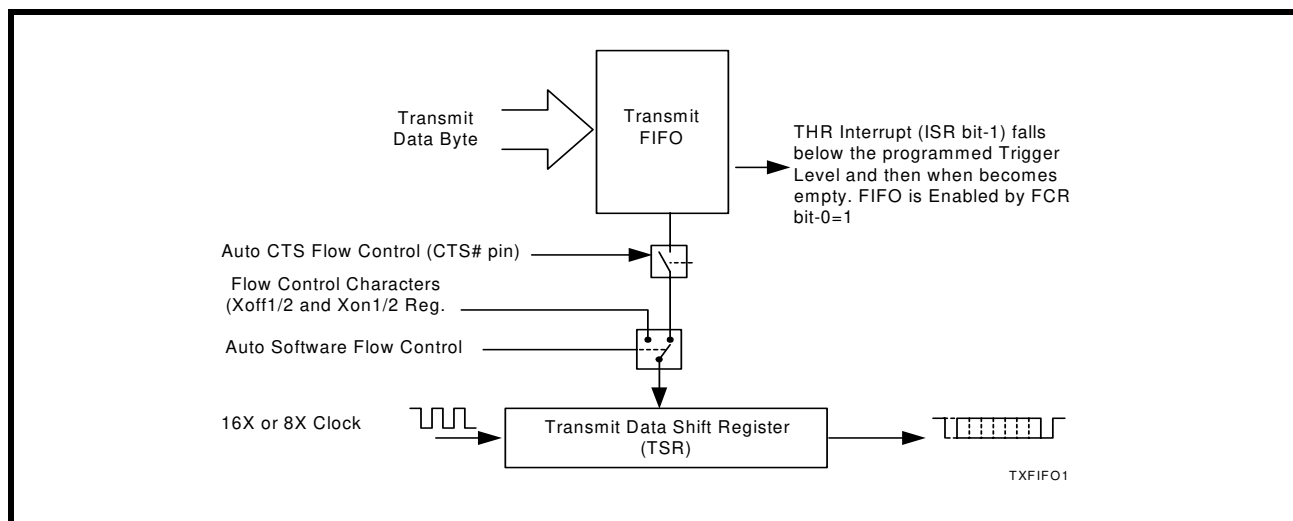 Transmit
Data Byte
Transmit
FIFO
THR Interrupt (ISR bit-1) falls
below the programmed Trigger
Level and then when becomes
empty. FIFO is Enabled by FCR
bit-0=1
Auto CTS Flow Control (CTS# pin)
Flow Control Characters
(Xoff1/2 and Xon1/2 Reg.
Auto Software Flow Control
16X or 8X Clock
Transmit Data Shift Register
(TSR)
TXFIFO1